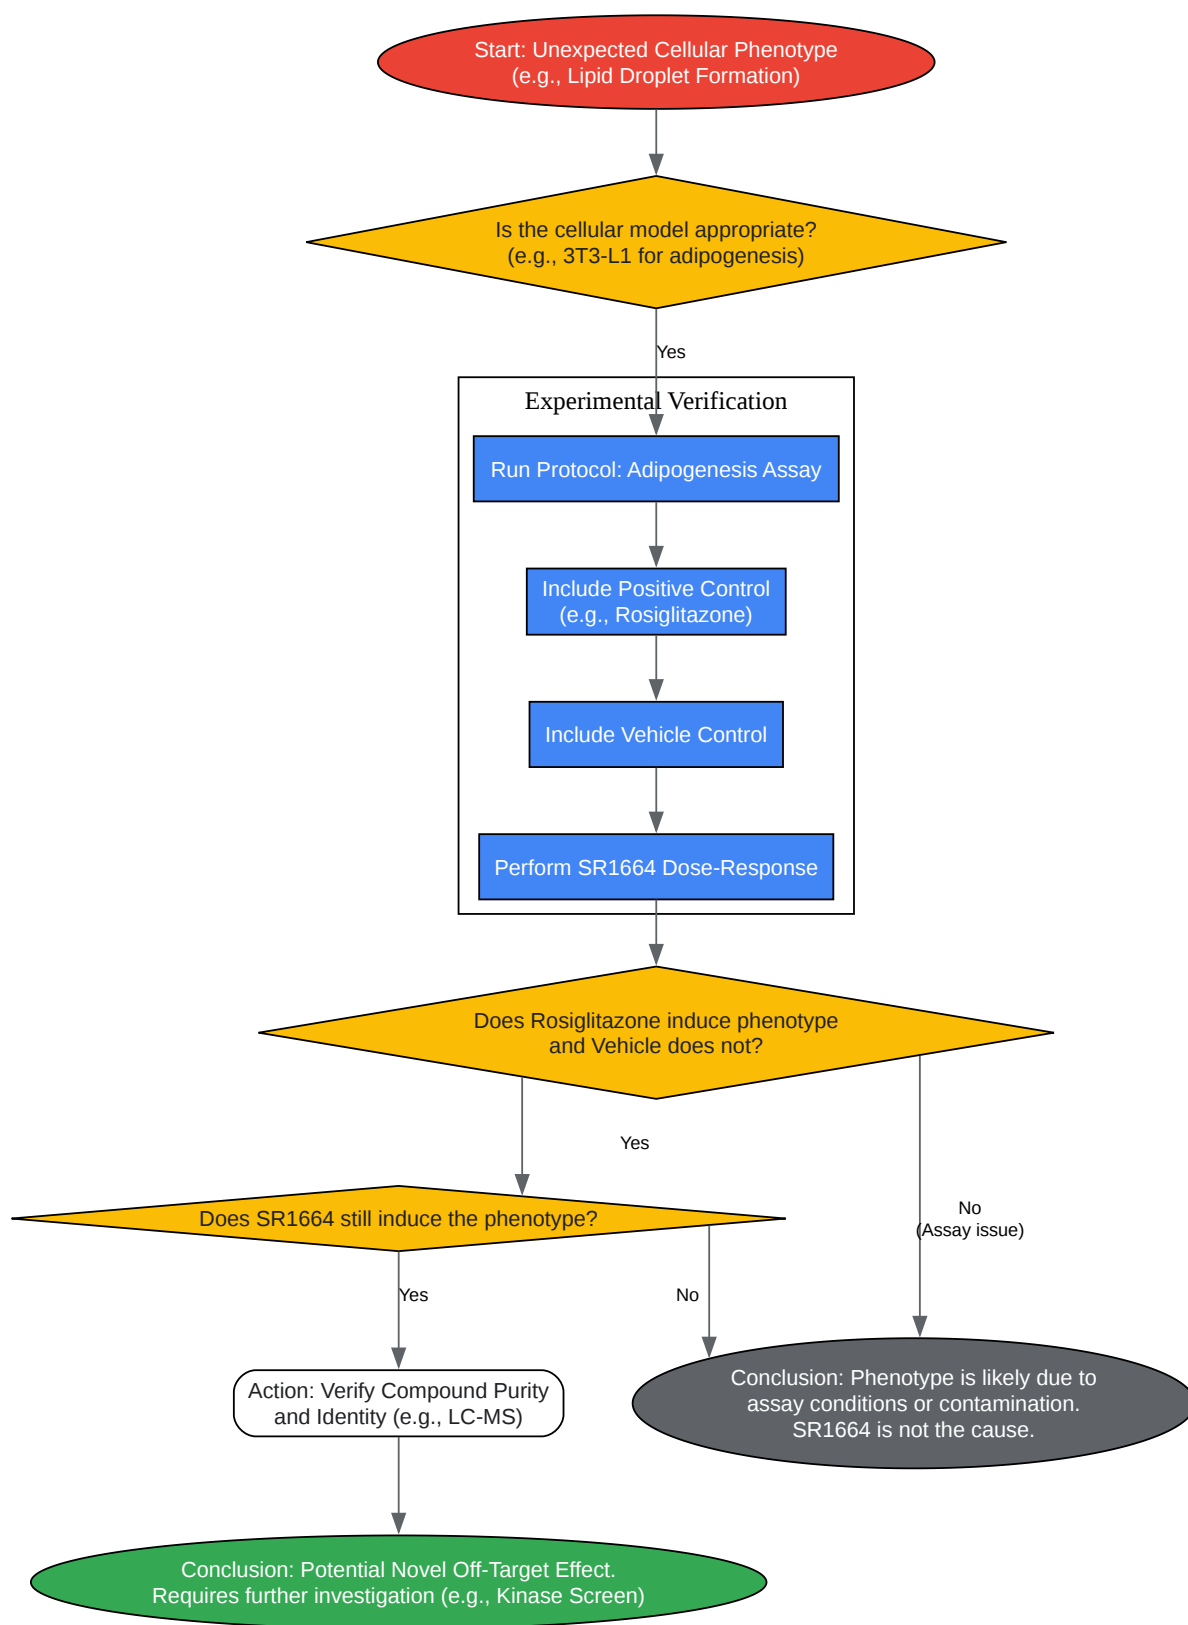 Start: Unexpected Cellular Phenotype
(e.g., Lipid Droplet Formation)
Is the cellular model appropriate?
(e.g., 3T3-L1 for adipogenesis)
Yes
Experimental Verification
Run Protocol: Adipogenesis Assay
Include Positive Control
(e.g., Rosiglitazone)
Include Vehicle Control
Perform SR1664 Dose-Response
Does Rosiglitazone induce phenotype
and Vehicle does not?
Yes
No
(Assay issue)
Does SR1664 still induce the phenotype?
Yes
No
Action: Verify Compound Purity
and Identity (e.g., LC-MS)
Conclusion: Phenotype is likely due to
assay conditions or contamination.
SR1664 is not the cause.
Conclusion: Potential Novel Off-Target Effect.
Requires further investigation (e.g., Kinase Screen)